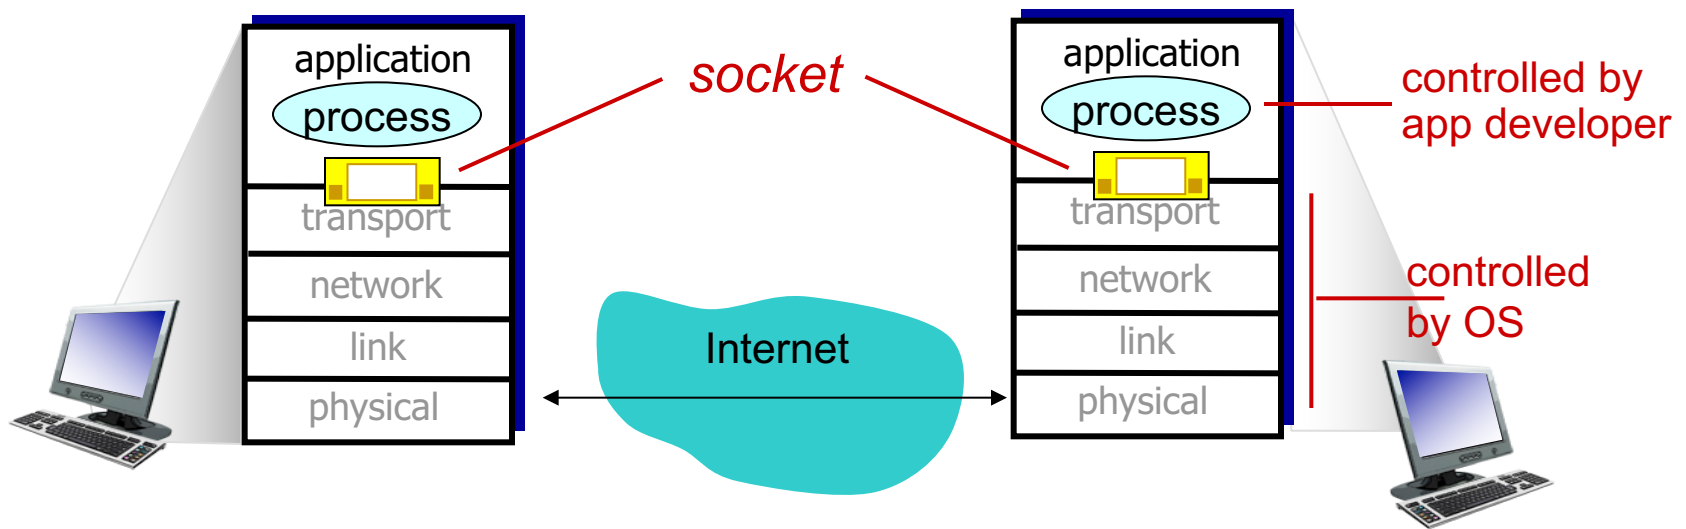 application
process
transport
network
link
physical
socket
Internet
application
process
transport
network
link
physical
controlled by
app developer
controlled
by OS